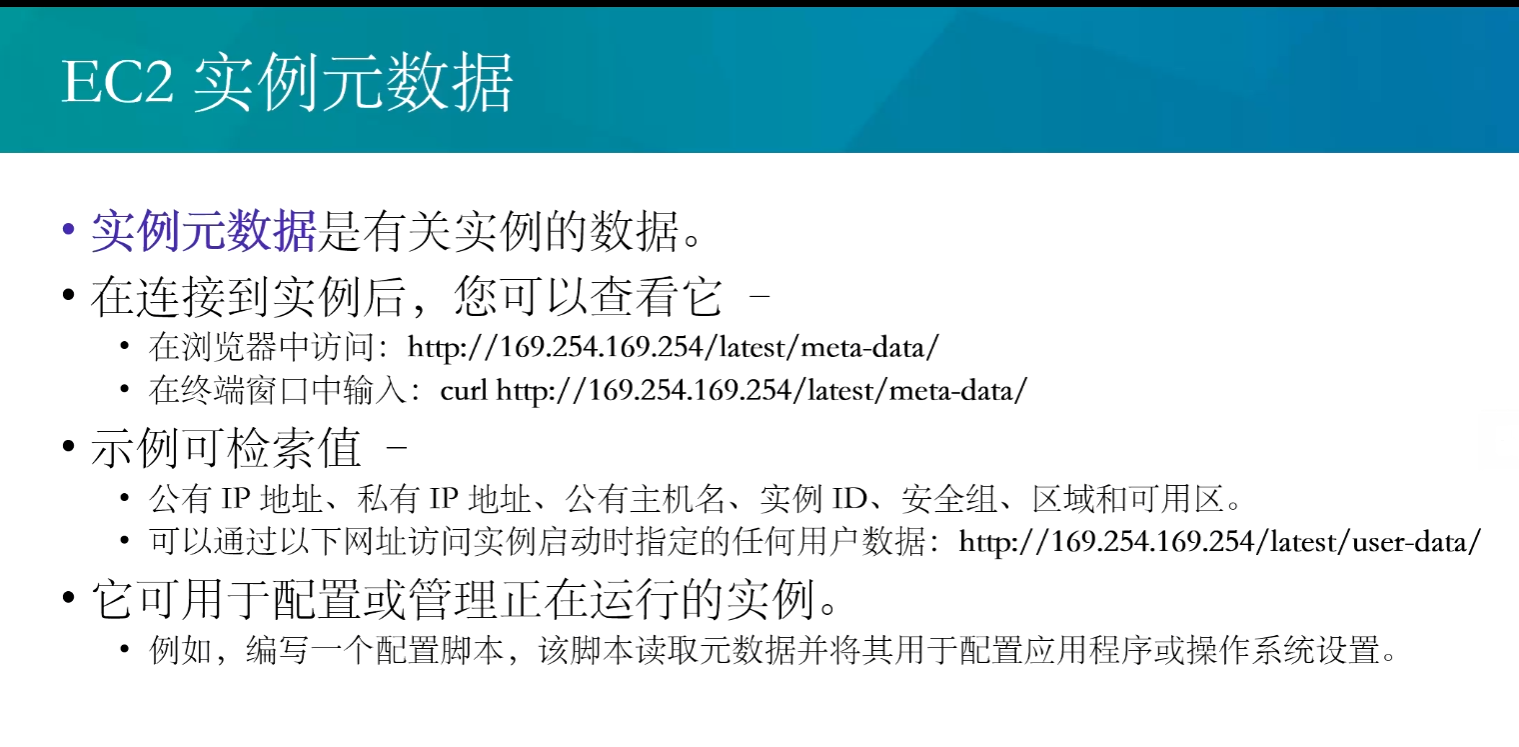 EC2 实例元数据
• 实例元数据是有关实例的数据。
• 在连接到实例后，您可以查看它 –
• 在浏览器中访问：http://169.254.169.254/latest/meta-data/
• 在终端窗口中输入：curl http://169.254.169.254/latest/meta-data/
• 示例可检索值 –
• 公有 IP 地址、私有 IP 地址、公有主机名、实例 ID、安全组、区域和可用区。
• 可以通过以下网址访问实例启动时指定的任何用户数据：http://169.254.169.254/latest/user-data/
• 它可用于配置或管理正在运行的实例。
• 例如，编写一个配置脚本，该脚本读取元数据并将其用于配置应用程序或操作系统设置。